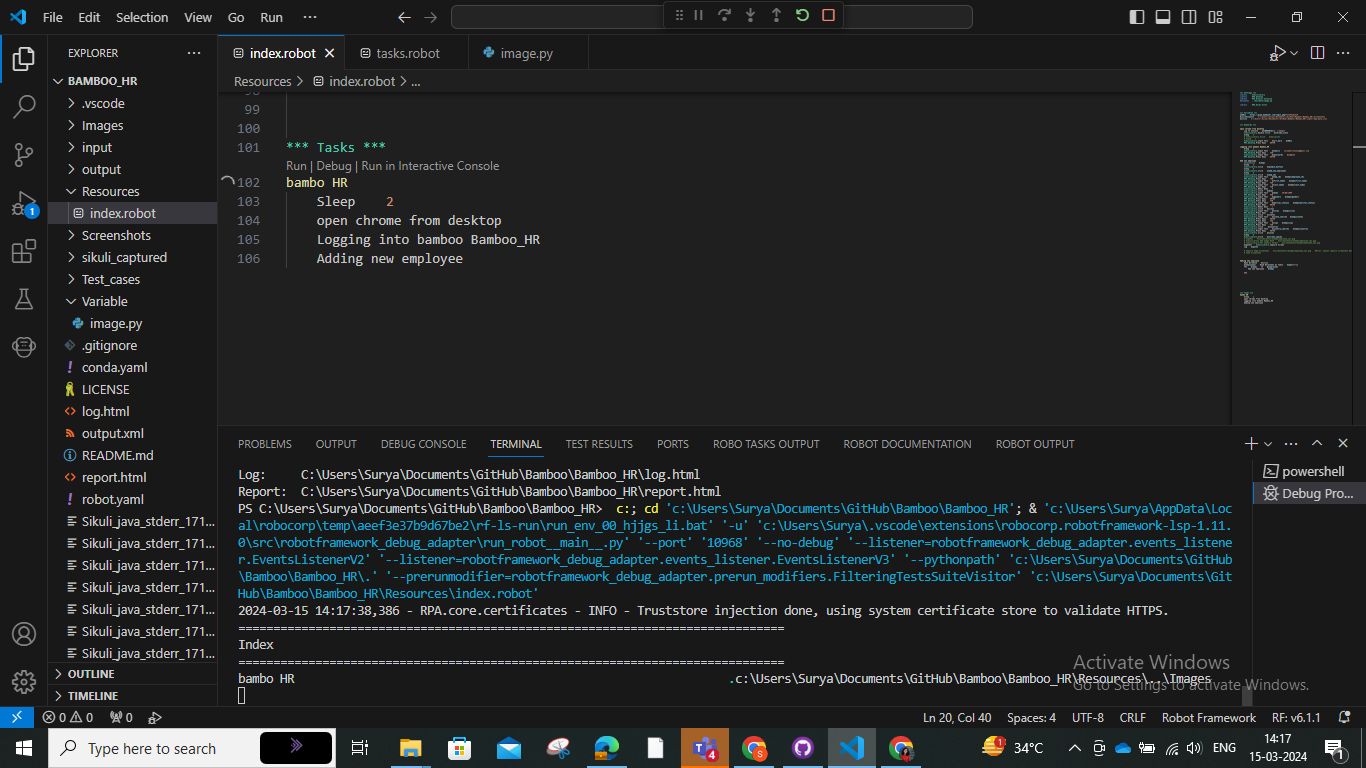 File Edit Selection View Go Run ···
EXPLORER ···
BAMBOO_HR
.vscode
Images
input
output
Resources
index.robot
Screenshots
sikuli_captured
Test_cases
Variable
image.py
.gitignore
conda.yaml
LICENSE
log.html
output.xml
README.md
report.html
robot.yaml
Sikuli_java_stderr_171...
Sikuli_java_stderr_171...
Sikuli_java_stderr_171...
Sikuli_java_stderr_171...
Sikuli_java_stderr_171...
Sikuli_java_stderr_171...
Sikuli_java_stderr_171...
OUTLINE
TIMELINE
1
index.robot tasks.robot image.py
Resources > index.robot > ...
98
99
100
101 *** Tasks ***
Run | Debug | Run in Interactive Console
102 bambo HR
103 Sleep 2
104 open chrome from desktop
105 Logging into bamboo Bamboo_HR
106 Adding new employee
PROBLEMS OUTPUT DEBUG CONSOLE TERMINAL TEST RESULTS PORTS ROBO TASKS OUTPUT ROBOT DOCUMENTATION ROBOT OUTPUT
powershell
Debug Pro...
Log: C:\Users\Surya\Documents\GitHub\Bamboo\Bamboo_HR\log.html
Report: C:\Users\Surya\Documents\GitHub\Bamboo\Bamboo_HR\report.html
PS C:\Users\Surya\Documents\GitHub\Bamboo\Bamboo_HR> c:; cd 'c:\Users\Surya\Documents\GitHub\Bamboo\Bamboo_HR'; & 'c:\Users\Surya\AppData\Loc
al\robocorp\temp\aeef3e37b9d67be2\rf-ls-run\run_env_00_hjjgs_li.bat' '-u' 'c:\Users\Surya\.vscode\extensions\robocorp.robotframework-lsp-1.11.
0\src\robotframework_debug_adapter\run_robot__main__.py' '--port' '10968' '--no-debug' '--listener=robotframework_debug_adapter.events_listene
r.EventsListenerV2' '--listener=robotframework_debug_adapter.events_listener.EventsListenerV3' '--pythonpath' 'c:\Users\Surya\Documents\GitHub
\Bamboo\Bamboo_HR\.' '--prerunmodifier=robotframework_debug_adapter.prerun_modifiers.FilteringTestsSuiteVisitor' 'c:\Users\Surya\Documents\Git
Hub\Bamboo\Bamboo_HR\Resources\index.robot'
2024-03-15 14:17:38,386 - RPA.core.certificates - INFO - Truststore injection done, using system certificate store to validate HTTPS.
==============================================================================
Index
==============================================================================
bambo HR .c:\Users\Surya\Documents\GitHub\Bamboo\Bamboo_HR\Resources\..\Images
Activate Windows
Go to Settings to activate Windows.
0 0 0 Ln 20, Col 40 Spaces: 4 UTF-8 CRLF Robot Framework RF: v6.1.1
Type here to search 4 S 1 34°C ENG 14:17
15-03-2024 1